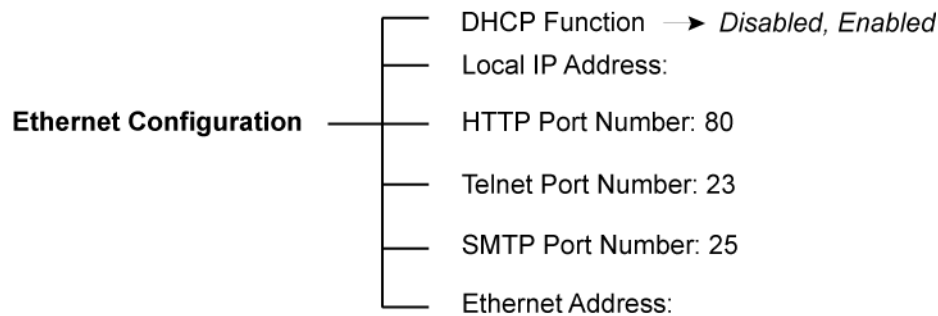 DHCP Function
Disabled, Enabled
Local IP Address:
Ethernet Configuration
HTTP Port Number: 80
Telnet Port Number: 23
SMTP Port Number: 25
Ethernet Address: